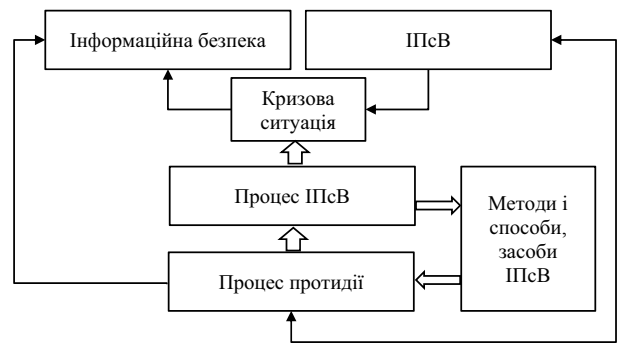 Інформаційна безпека
ІПсВ
Кризова
ситуація
Процес ІПсВ
Методи і
способи,
засоби
ІПсВ
Процес протидії